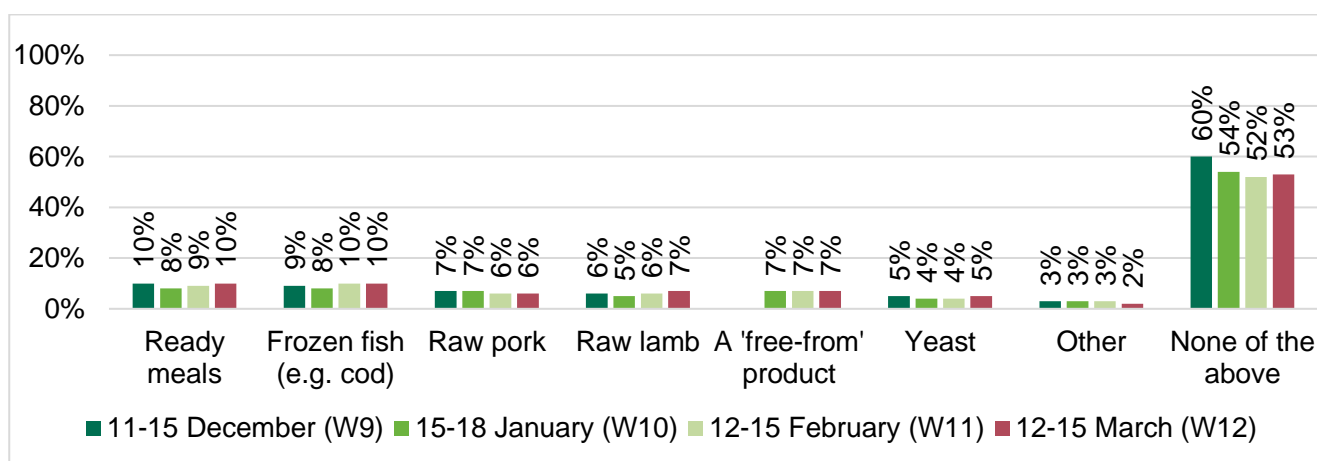 100%
80%
60%
40%
20%
0%
10%
8%
9%
10%
9%
8%
10%
10%
7%
7%
6%
6%
6%
5%
6%
7%
7%
7%
7%
5%
4%
4%
5%
3%
3%
3%
2%
60%
54%
52%
53%
Ready
meals
Frozen fish
(e.g. cod)
Raw pork
Raw lamb
A 'free-from'
product
Yeast
Other
None of the
above
11-15 December (W9) 15-18 January (W10) 12-15 February (W11) 12-15 March (W12)